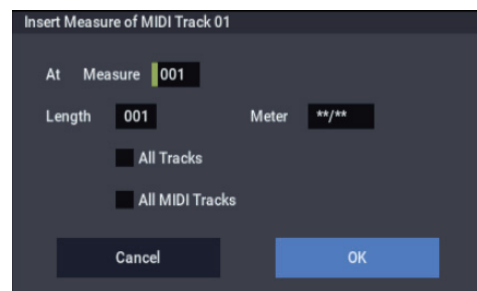 Insert Measure of MIDI Track 01
At Measure 001
Length 001 Meter **/**
All Tracks
All MIDI Tracks
Cancel OK